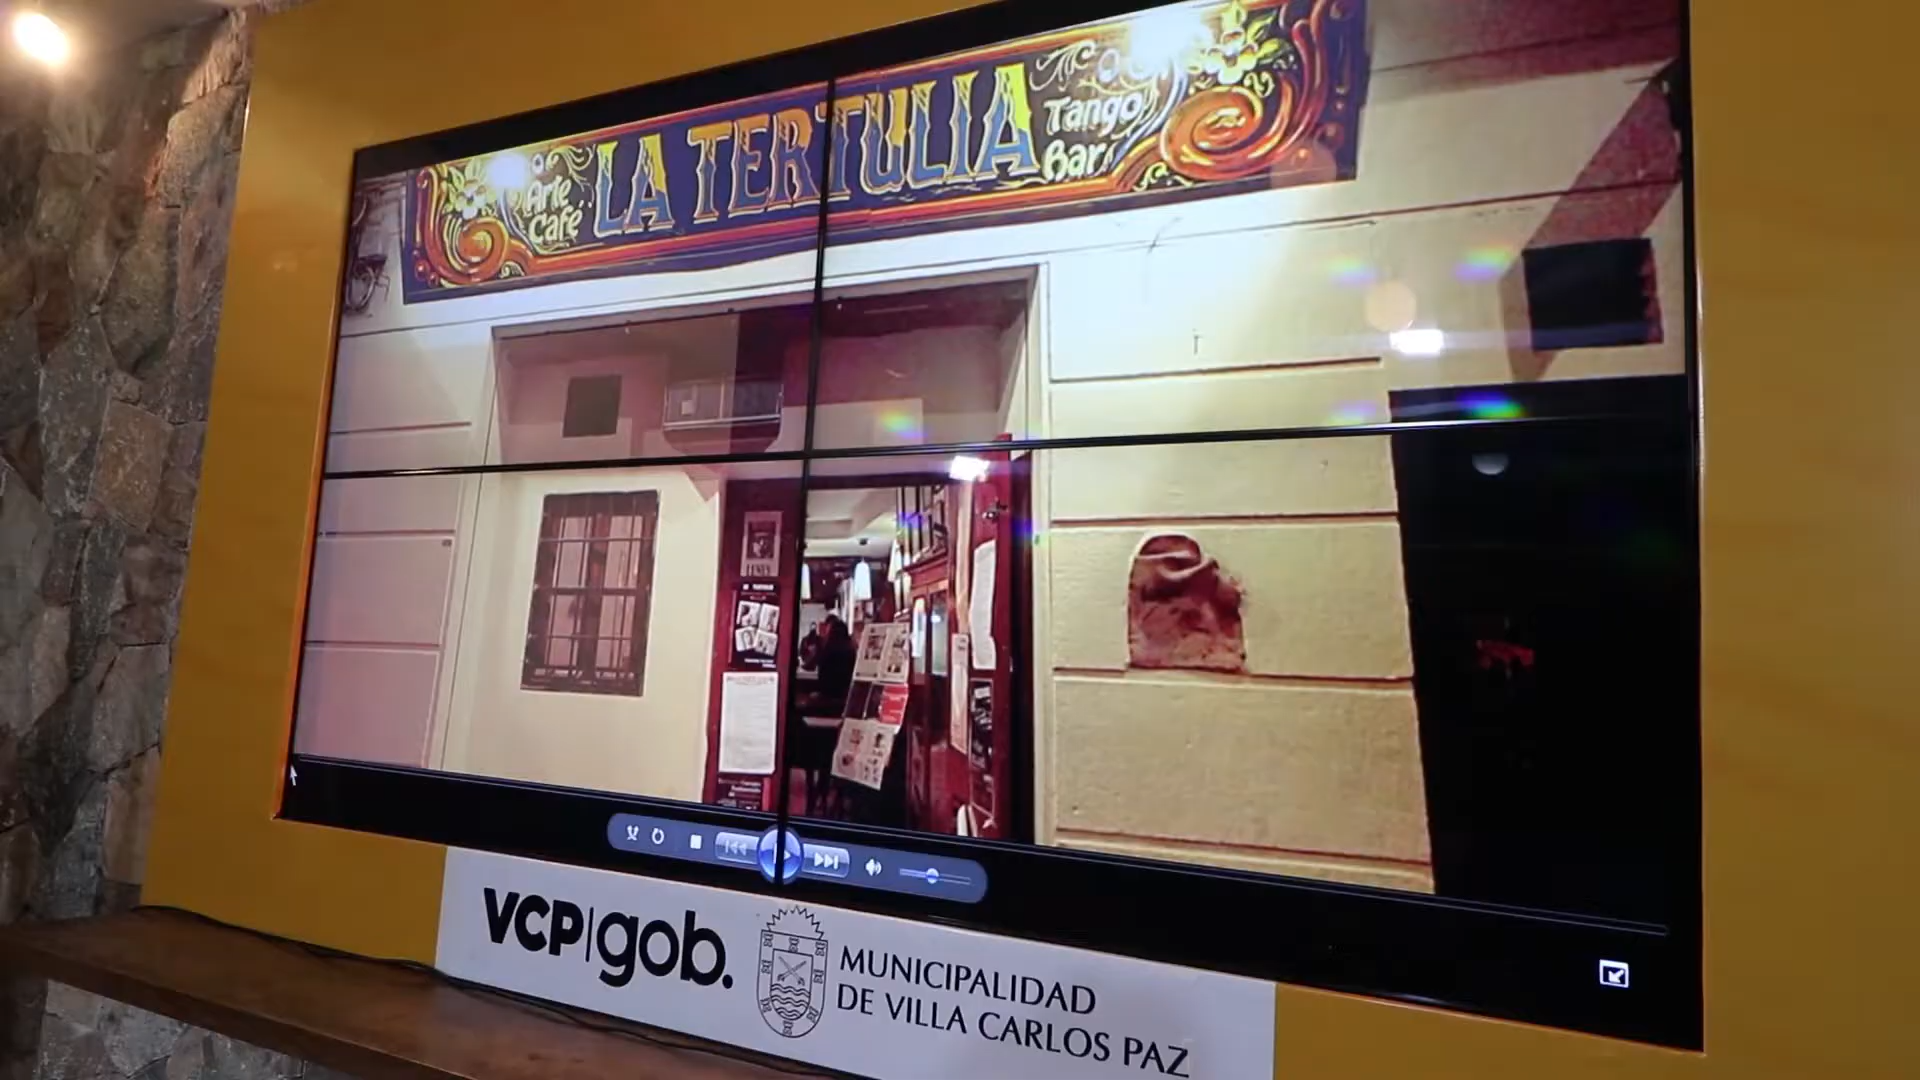 Arte
Café
LA TERTULIA
Tango
Bar
VCP|gob.
MUNICIPALIDAD
DE VILLA CARLOS PAZ